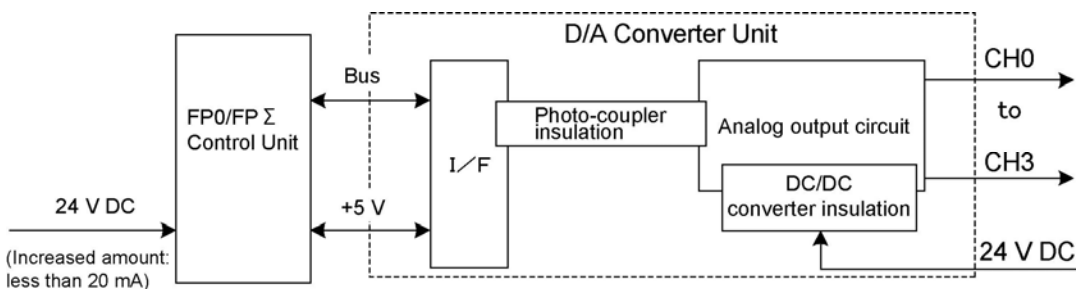 D/A Converter Unit
Bus
FP0/FP Σ
Control Unit
I/F
Photo-coupler
insulation
Analog output circuit
CH0
to
CH3
24 V DC
+5 V
DC/DC
converter insulation
24 V DC
(Increased amount:
less than 20 mA)